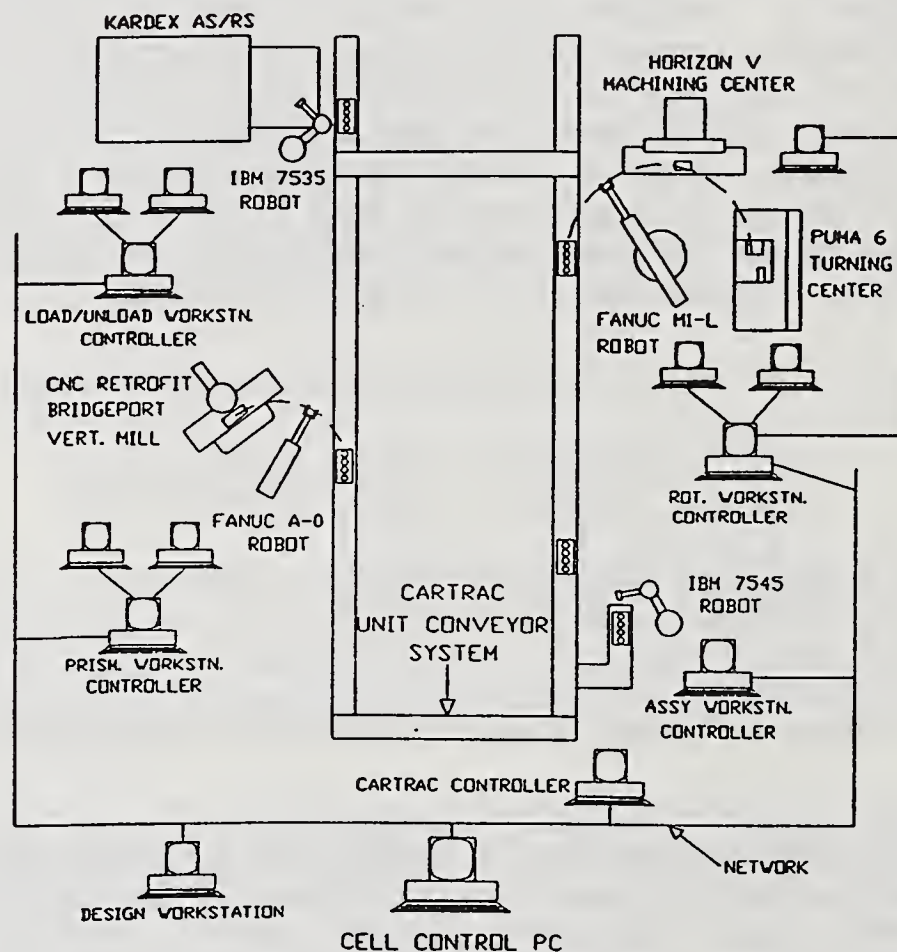 KARDEX AS/RS
HORIZON V
MACHINING CENTER
IBM 7535
ROBOT
PUMA 6
TURNING
CENTER
LOAD/UNLOAD WORKSTN.
CONTROLLER
FANUC MI-L
ROBOT
CNC RETROFIT
BRIDGEPORT
VERT. MILL
FANUC A-0
ROBOT
ROT. WORKSTN.
CONTROLLER
IBM 7545
ROBOT
CARTRAC
UNIT CONVEYOR
SYSTEM
PRISM. WORKSTN.
CONTROLLER
ASSY WORKSTN.
CONTROLLER
CARTRAC CONTROLLER
NETWORK
DESIGN WORKSTATION
CELL CONTROL PC